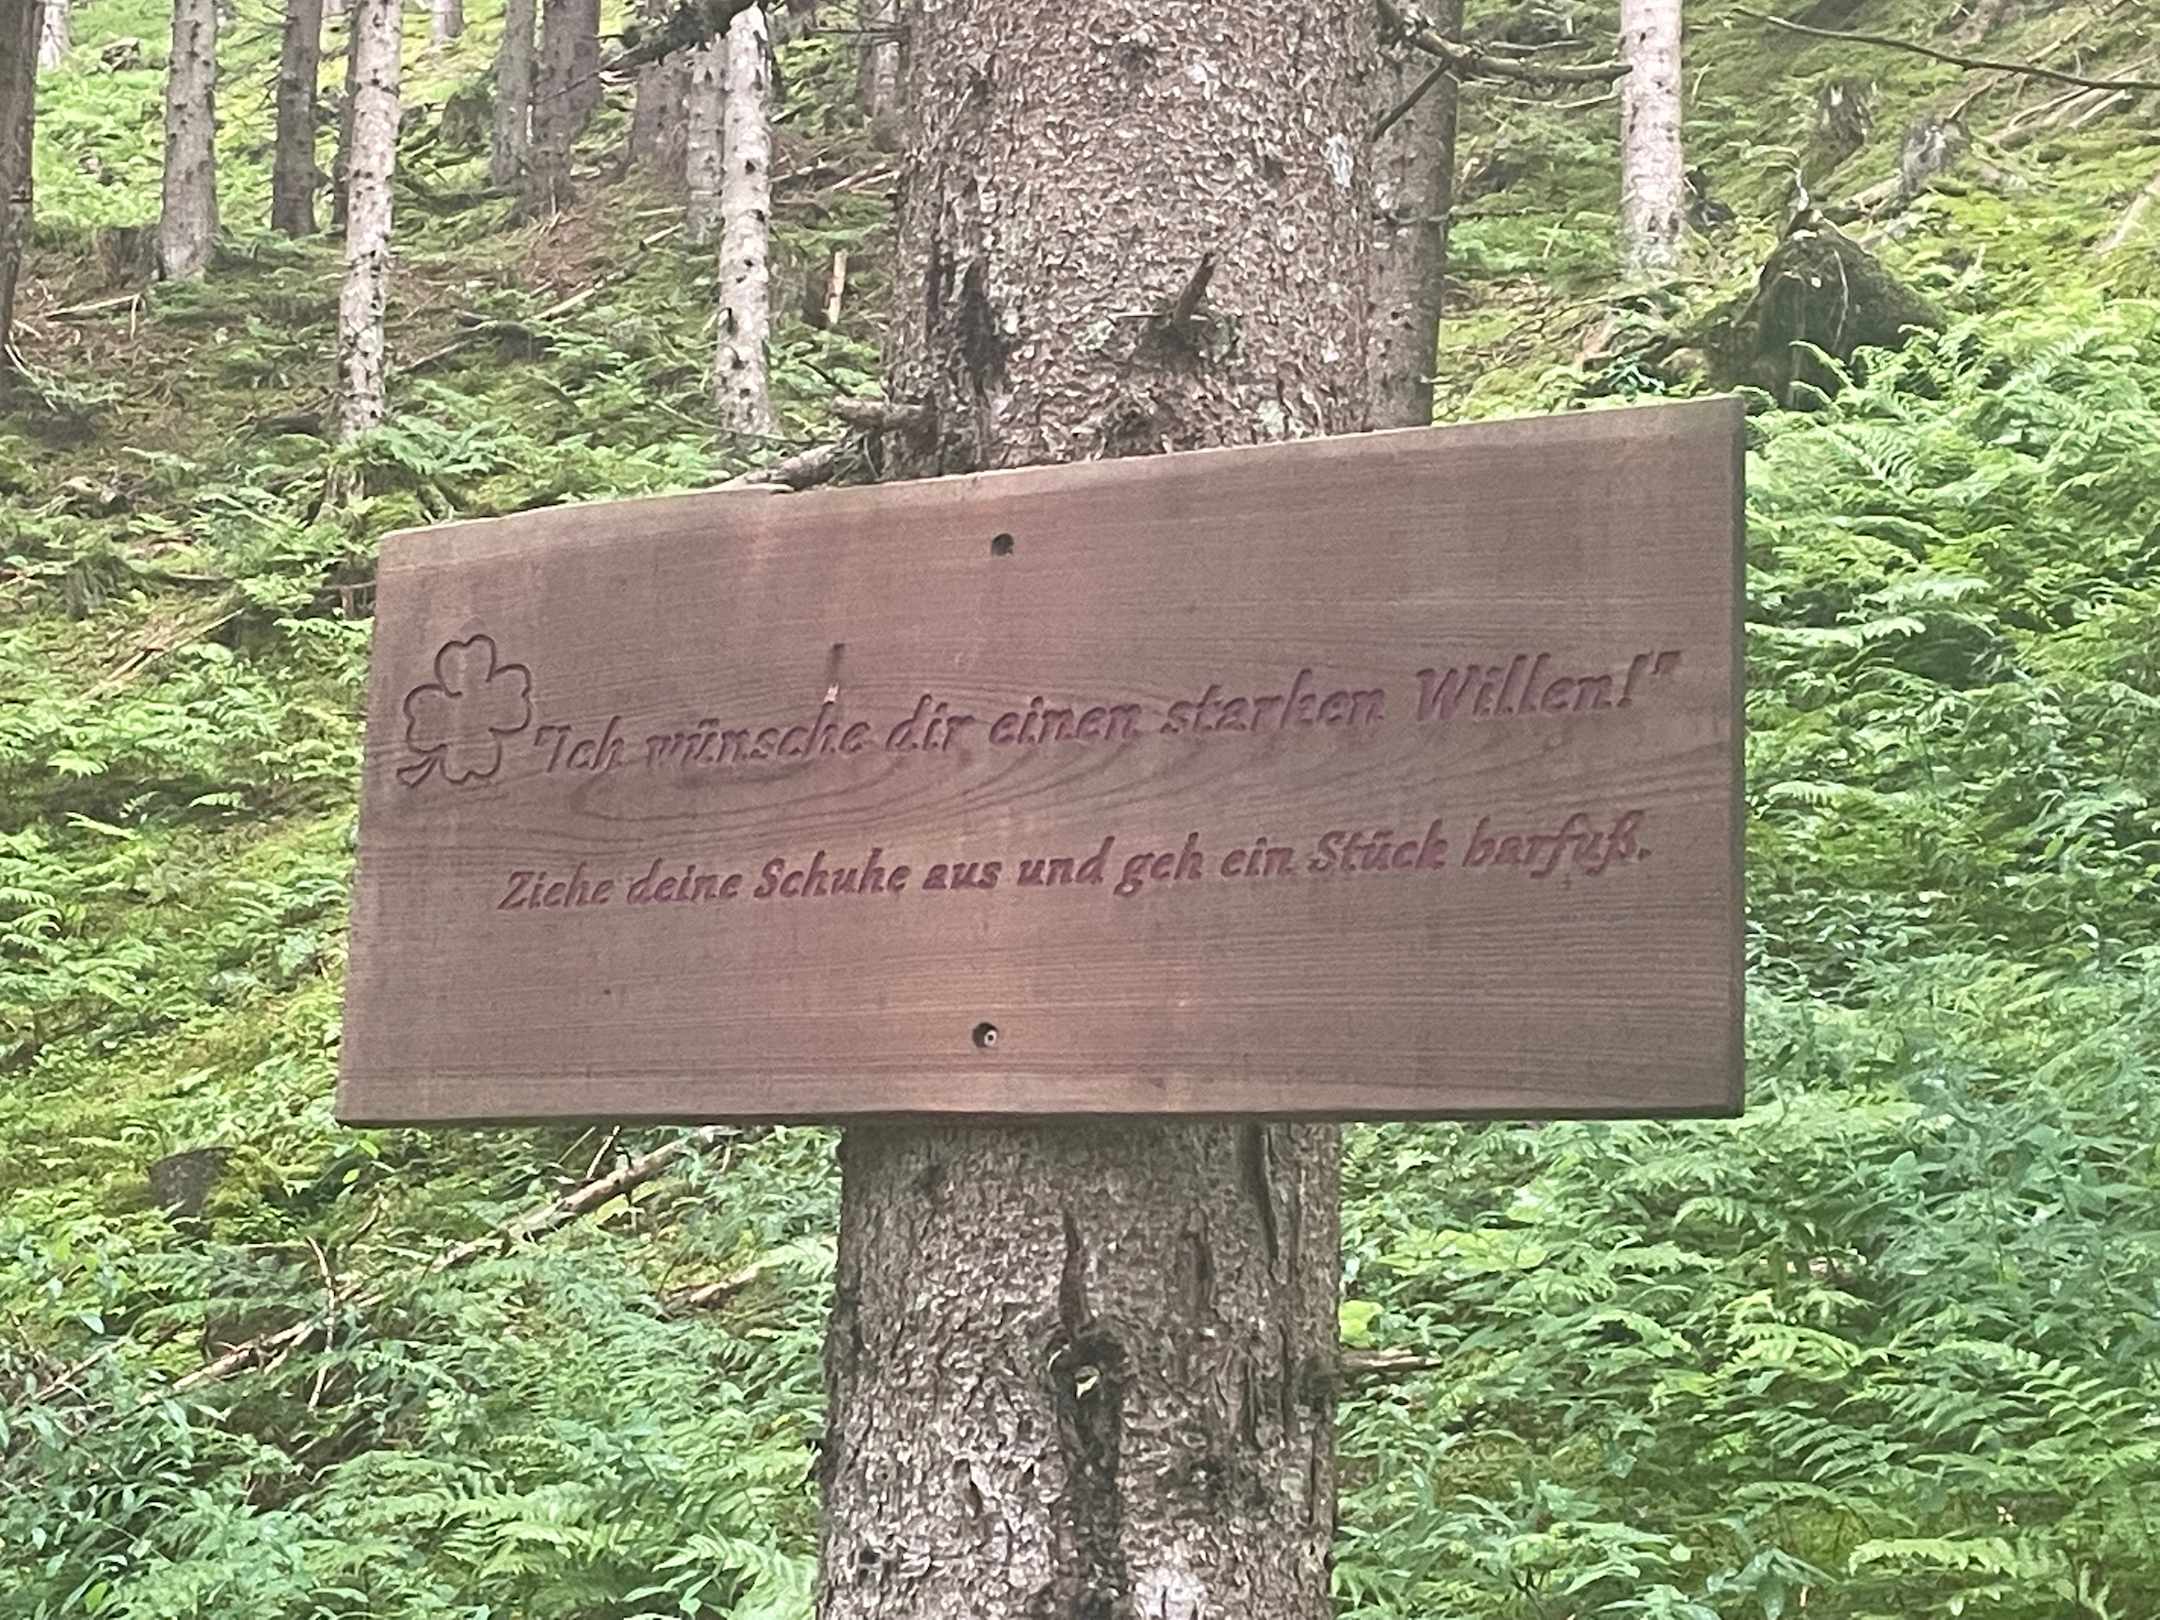 "Ich wünsche dir einen starken Willen!"
Ziehe deine Schuhe aus und geh ein Stück barfuß.